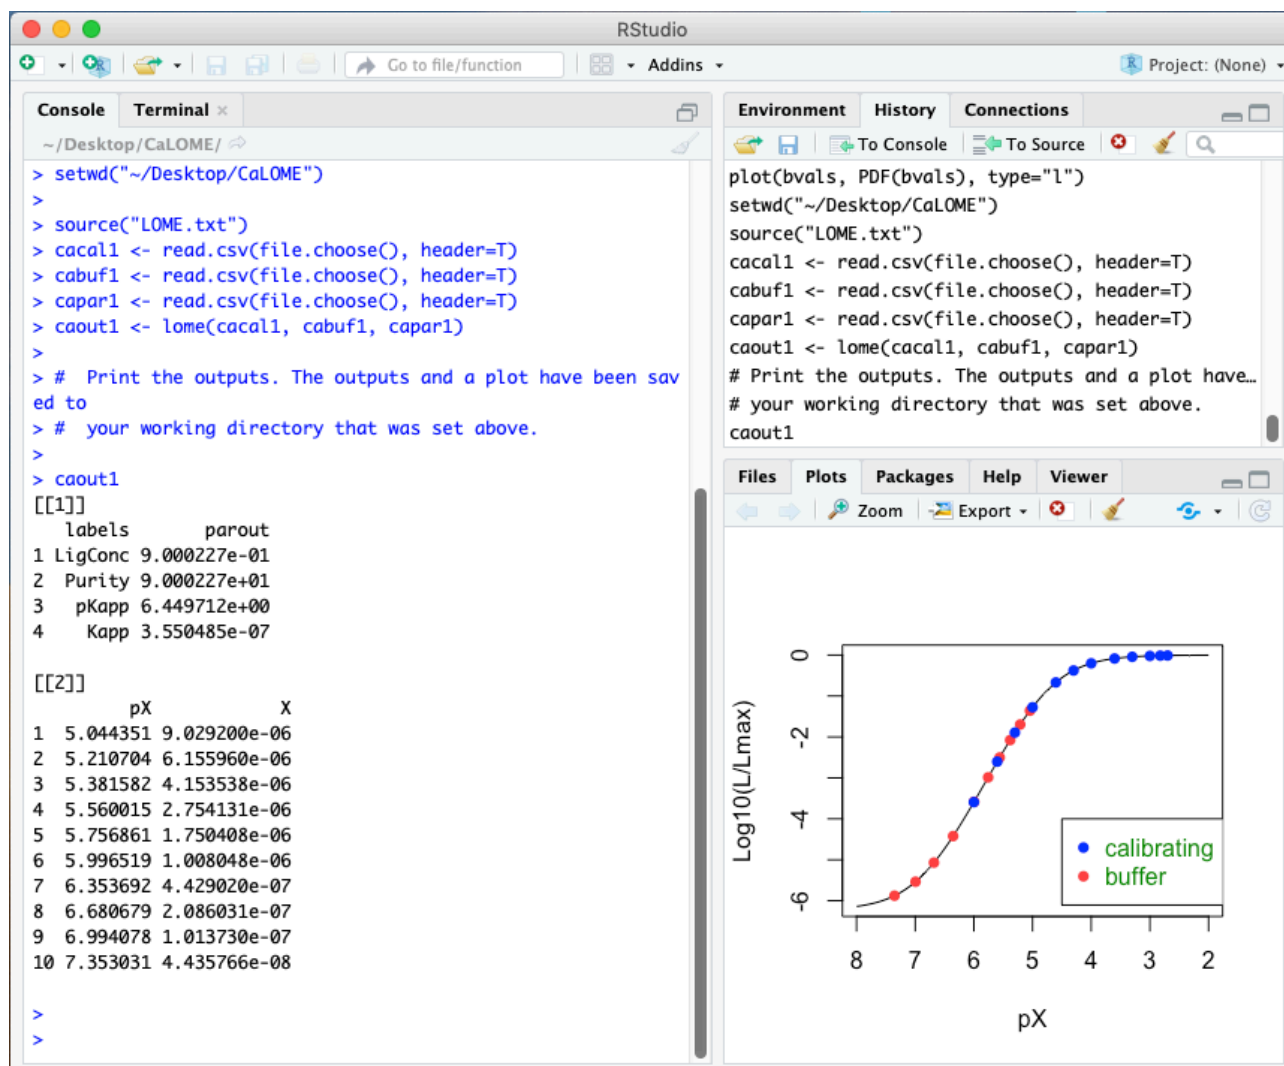 RStudio
Go to file/function
Addins
Project: (None)
Console Terminal
~/Desktop/CaLOME/
> setwd("~/Desktop/CaLOME")
>
> source("LOME.txt")
> cacal1 <- read.csv(file.choose(), header=T)
> cabuf1 <- read.csv(file.choose(), header=T)
> capar1 <- read.csv(file.choose(), header=T)
> caout1 <- lome(cacal1, cabuf1, capar1)
>
> #  Print the outputs. The outputs and a plot have been sav
ed to
> #  your working directory that was set above.
>
> caout1
[[1]]
labels parout
1 LigConc 9.000227e-01
2 Purity 9.000227e+01
3 pKapp 6.449712e+00
4 Kapp 3.550485e-07
[[2]]
pX X
1 5.044351 9.029200e-06
2 5.210704 6.155960e-06
3 5.381582 4.153538e-06
4 5.560015 2.754131e-06
5 5.756861 1.750408e-06
6 5.996519 1.008048e-06
7 6.353692 4.429020e-07
8 6.680679 2.086031e-07
9 6.994078 1.013730e-07
10 7.353031 4.435766e-08
>
>
Environment History Connections
To Console To Source
plot(bvals, PDF(bvals), type="l")
setwd("~/Desktop/CaLOME")
source("LOME.txt")
cacal1 <- read.csv(file.choose(), header=T)
cabuf1 <- read.csv(file.choose(), header=T)
capar1 <- read.csv(file.choose(), header=T)
caout1 <- lome(cacal1, cabuf1, capar1)
# Print the outputs. The outputs and a plot have…
# your working directory that was set above.
caout1
Files Plots Packages Help Viewer
Zoom Export
Log10(L/Lmax)
0
-2
-4
-6
calibrating
buffer
8 7 6 5 4 3 2
pX